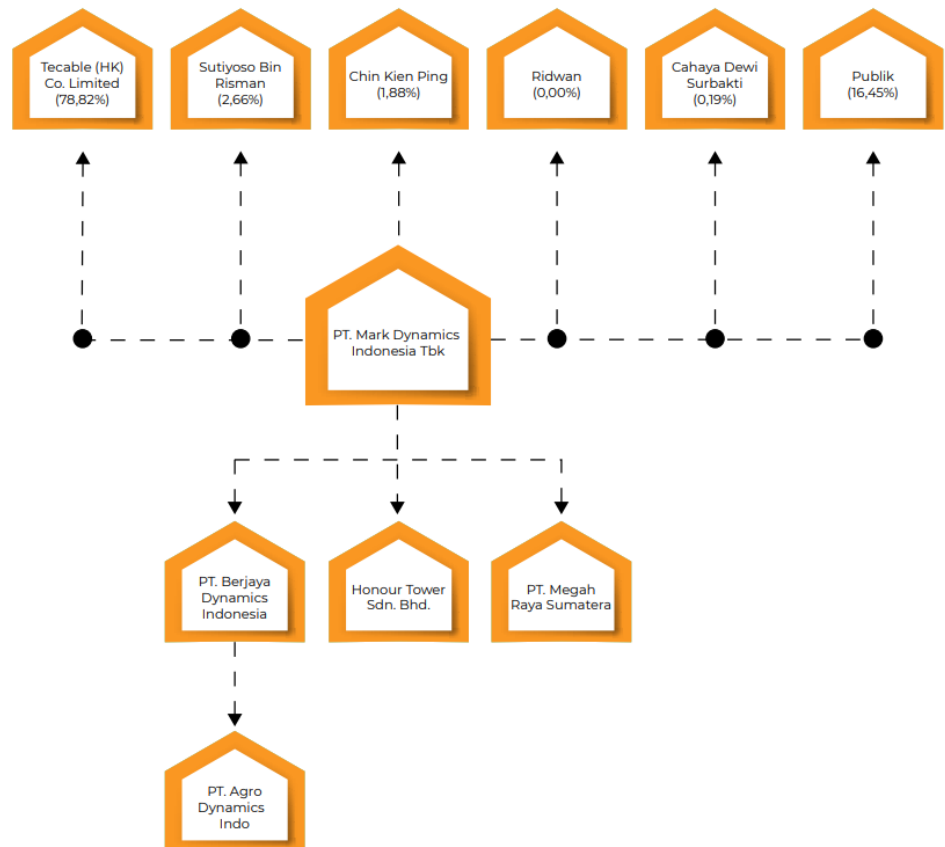 Tecable (HK)
Co. Limited
(78,82%)
Sutiyoso Bin
Risman
(2,66%)
Chin Kien Ping
(1,88%)
Ridwan
(0,00%)
Cahaya Dewi
Surbakti
(0,19%)
Publik
(16,45%)
PT. Mark Dynamics
Indonesia Tbk
PT. Berjaya
Dynamics
Indonesia
Honour Tower
Sdn. Bhd.
PT. Megah
Raya Sumatera
PT. Agro
Dynamics
Indo